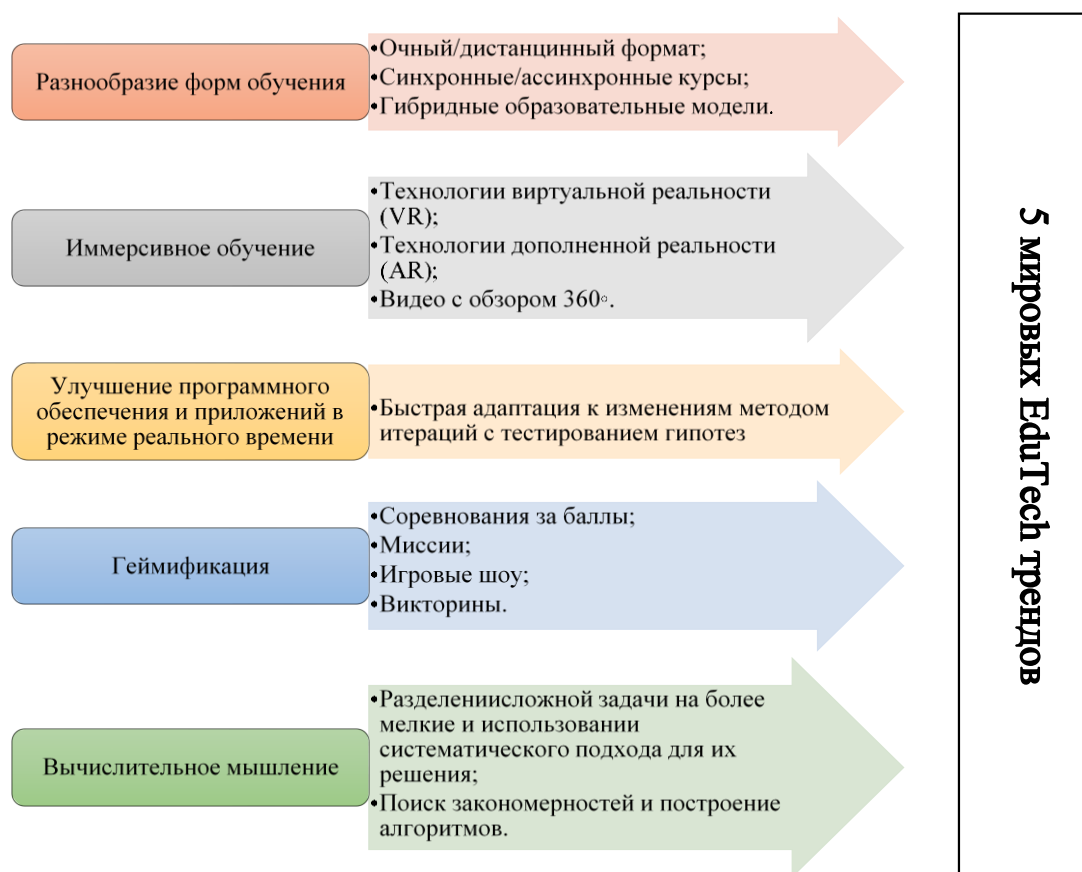 Разнообразие форм обучения
•Очный/дистанцинный формат;
•Синхронные/ассинхронные курсы;
•Гибридные образовательные модели.
Иммерсивное обучение
•Технологии виртуальной реальности
(VR);
•Технологии дополненной реальности
(AR);
•Видео с обзором 360◦.
Улучшение программного
обеспечения и приложений в
режиме реального времени
•Быстрая адаптация к изменениям методом
итераций с тестированием гипотез
Геймификация
•Соревнования за баллы;
•Миссии;
•Игровые шоу;
•Викторины.
Вычислительное мышление
•Разделениисложной задачи на более
мелкие и использовании
систематического подхода для их
решения;
•Поиск закономерностей и построение
алгоритмов.
5 мировых EduTech трендов